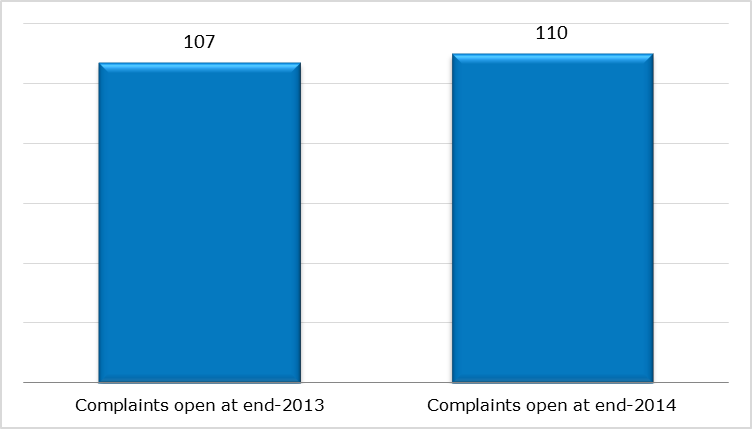 107
110
Complaints open at end-2013
Complaints open at end-2014